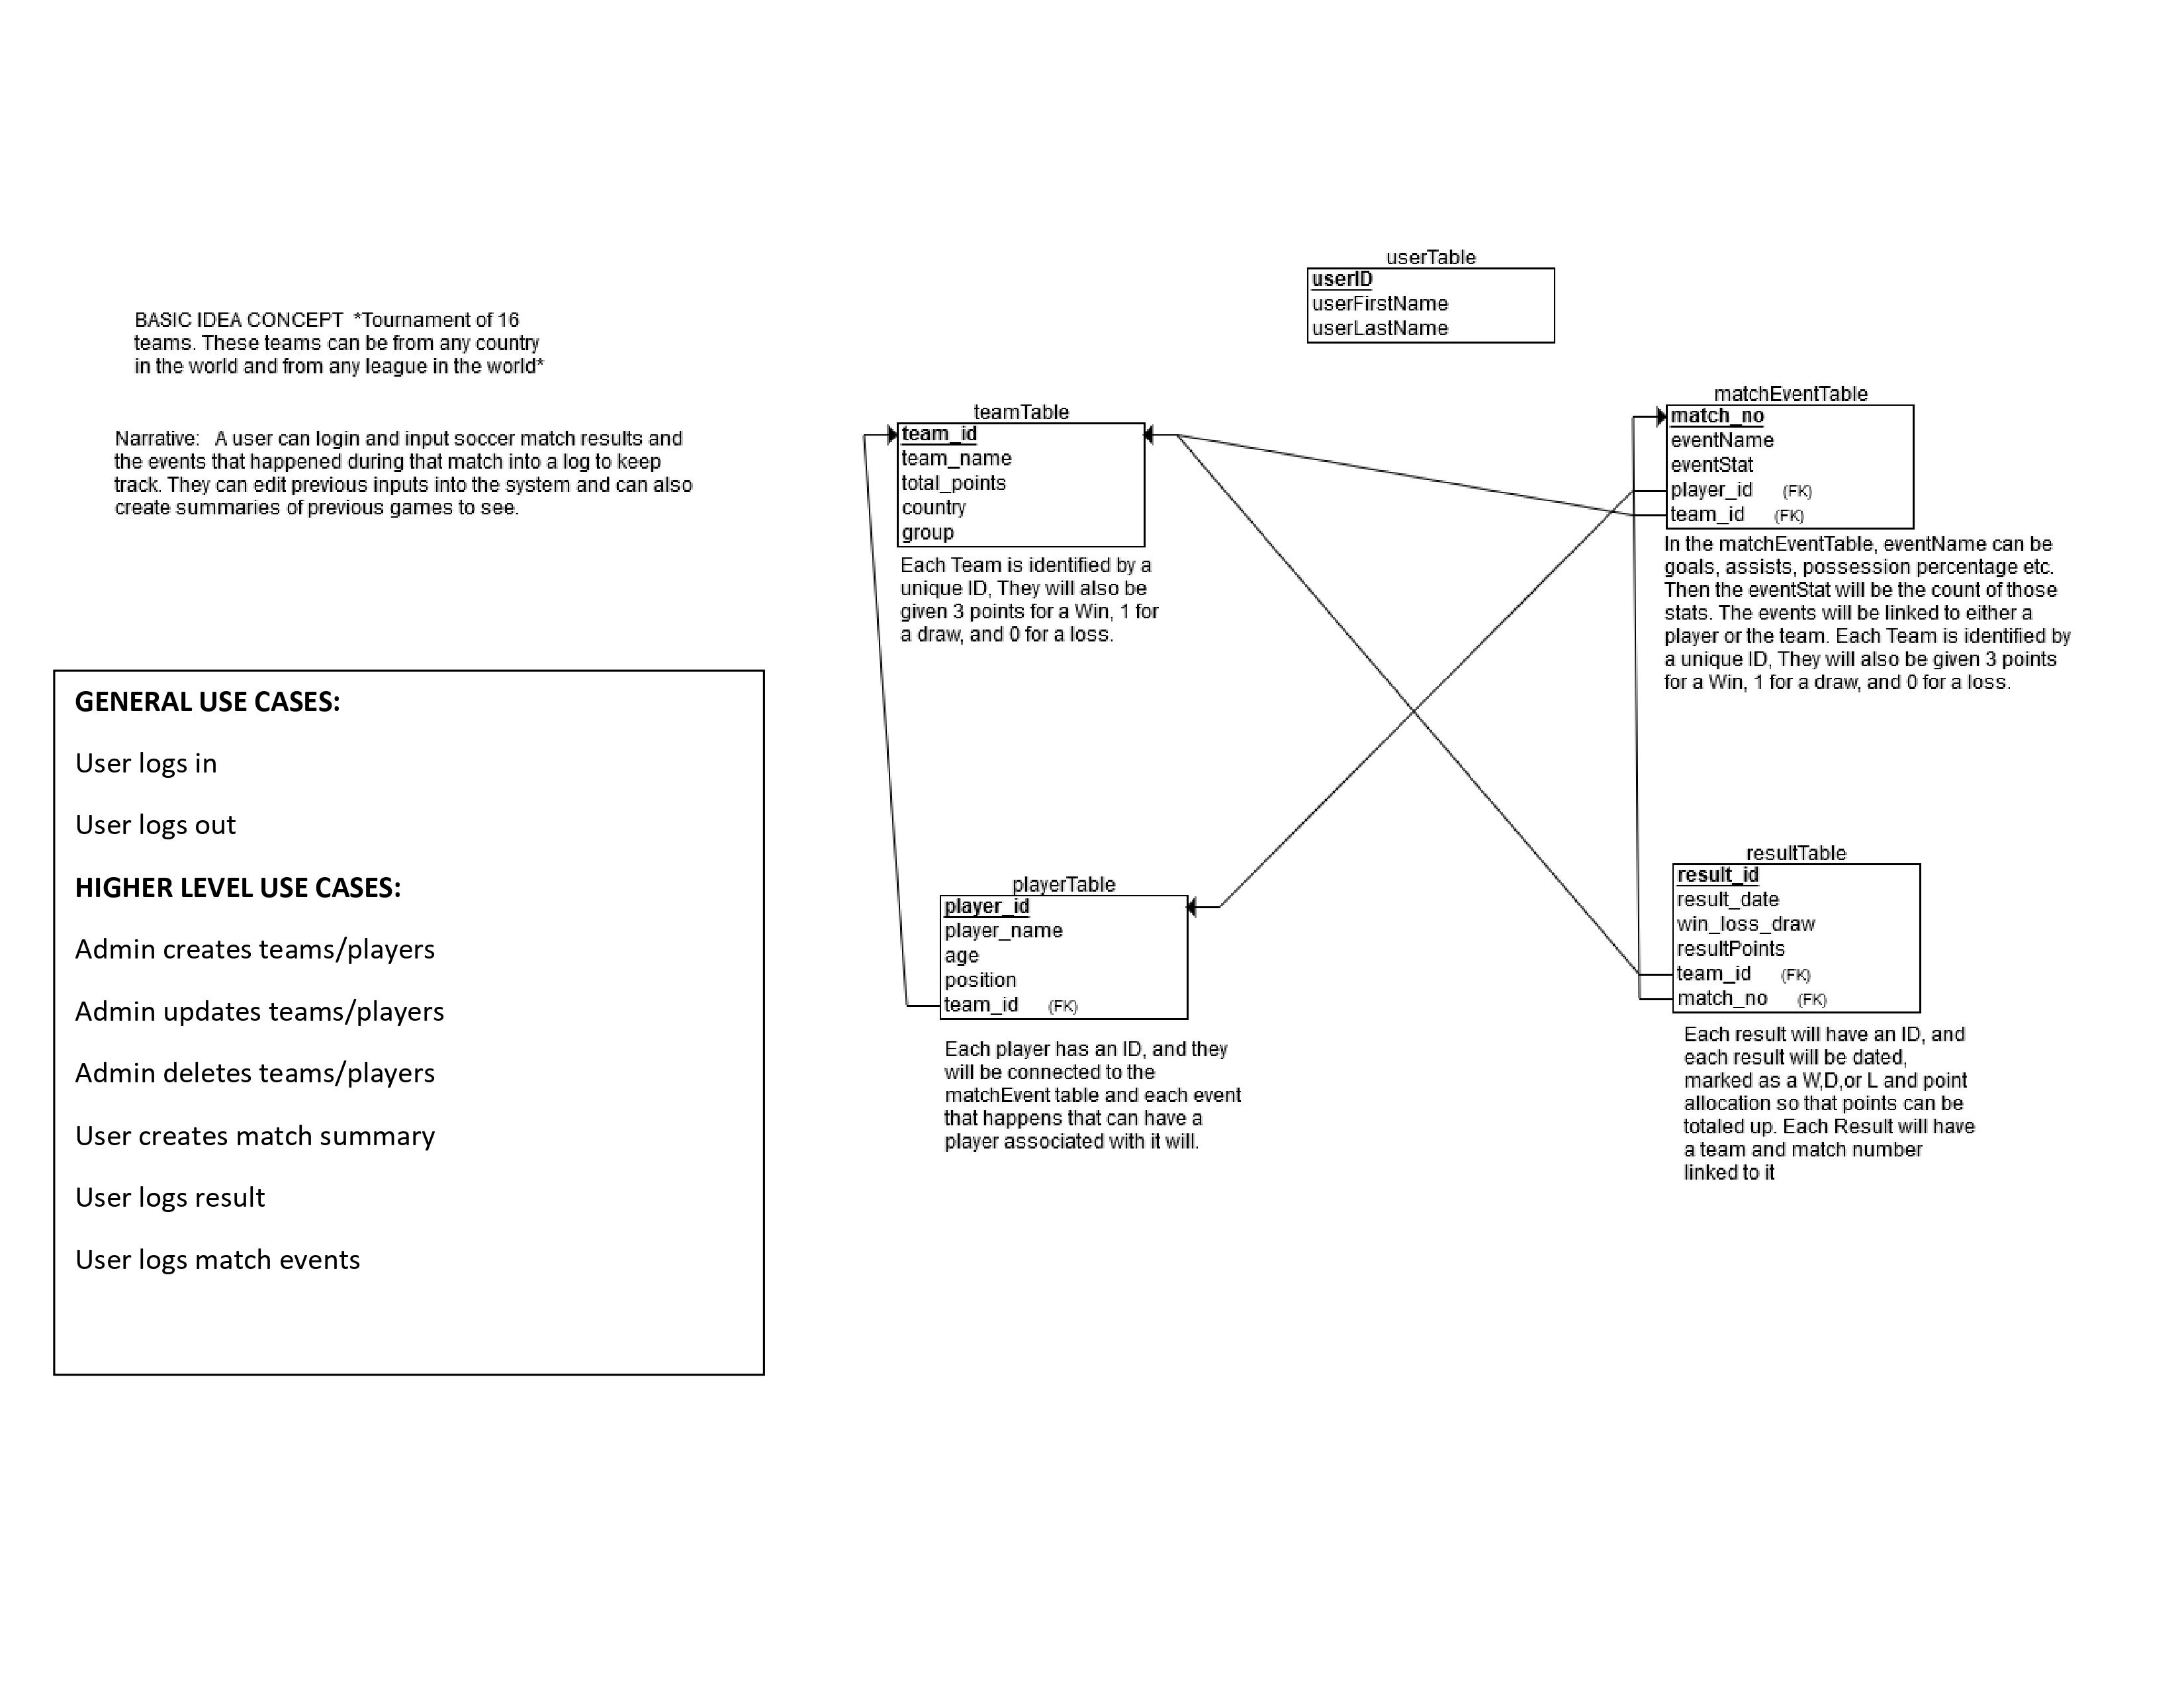 BASIC IDEA CONCEPT  *Tournament of 16
teams. These teams can be from any country
in the world and from any league in the world*
Narrative:   A user can login and input soccer match results and
the events that happened during that match into a log to keep
track. They can edit previous inputs into the system and can also
create summaries of previous games to see.
GENERAL USE CASES:
User logs in
User logs out
HIGHER LEVEL USE CASES:
Admin creates teams/players
Admin updates teams/players
Admin deletes teams/players
User creates match summary
User logs result
User logs match events
userTable
userID
userFirstName
userLastName
teamTable
team_id
team_name
total_points
country
group
Each Team is identified by a
unique ID, They will also be
given 3 points for a Win, 1 for
a draw, and 0 for a loss.
matchEventTable
match_no
eventName
eventStat
player_id (FK)
team_id (FK)
In the matchEventTable, eventName can be
goals, assists, possession percentage etc.
Then the eventStat will be the count of those
stats. The events will be linked to either a
player or the team. Each Team is identified by
a unique ID, They will also be given 3 points
for a Win, 1 for a draw, and 0 for a loss.
playerTable
player_id
player_name
age
position
team_id (FK)
Each player has an ID, and they
will be connected to the
matchEvent table and each event
that happens that can have a
player associated with it will.
resultTable
result_id
result_date
win_loss_draw
resultPoints
team_id (FK)
match_no (FK)
Each result will have an ID, and
each result will be dated,
marked as a W,D,or L and point
allocation so that points can be
totaled up. Each Result will have
a team and match number
linked to it